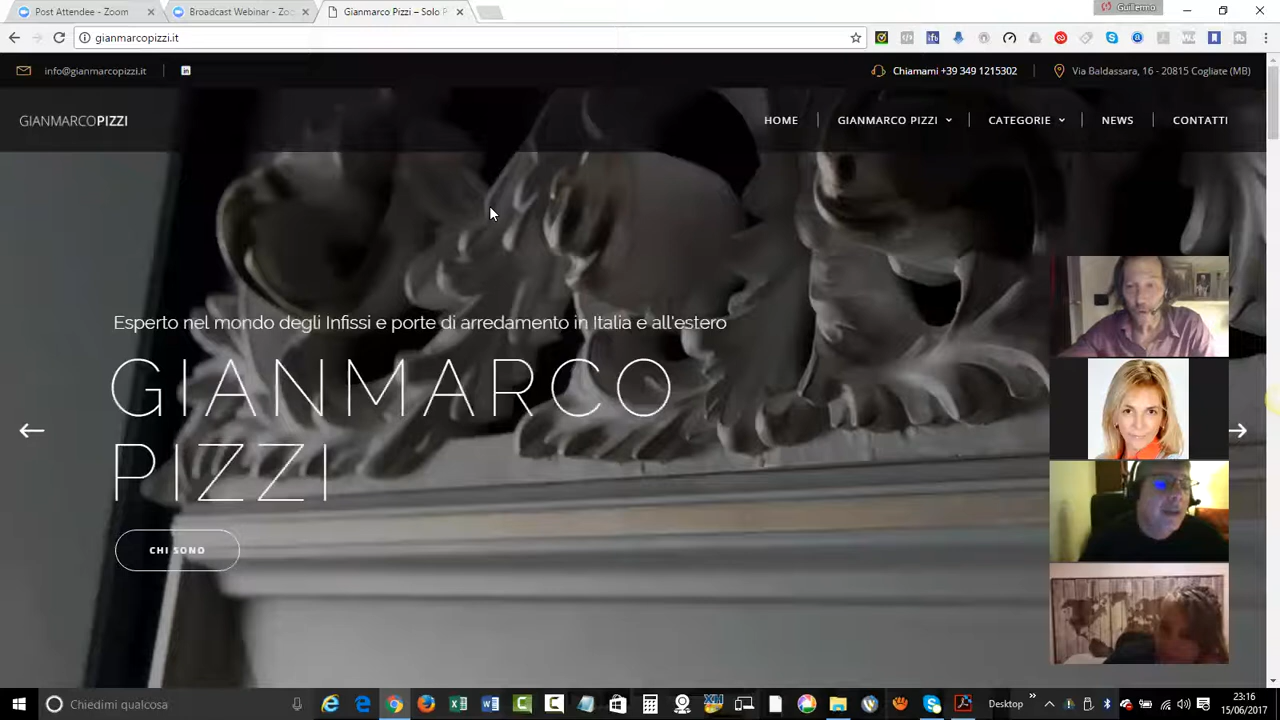 Post Attendee - Zoom
Broadcast Webinar - Zo
Gianmarco Pizzi – Solo P
Guillermo
gianmarcopizzi.it
info@gianmarcopizzi.it
Chiamami +39 349 1215302
Via Baldassara, 16 - 20815 Cogliate (MB)
GIANMARCOPIZZI
HOME
GIANMARCO PIZZI
CATEGORIE
NEWS
CONTATTI
Esperto nel mondo degli Infissi e porte di arredamento in Italia e all'estero
GIANMARCO
PIZZI
CHI SONO
Chiedimi qualcosa
Desktop
23:16
15/06/2017